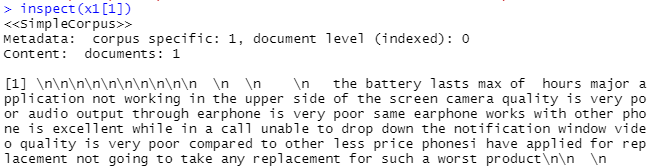 > inspect(x1[1])
<<SimpleCorpus>>
Metadata:  corpus specific: 1, document level (indexed): 0
Content:  documents: 1

[1] \n\n\n\n\n\n\n\n\n\n\n  \n  \n    \n   the battery lasts max of  hours major a
pplication not working in the upper side of the screen camera quality is very po
or audio output through earphone is very poor same earphone works with other pho
ne is excellent while in a call unable to drop down the notification window vide
o quality is very poor compared to other less price phonesi have applied for rep
lacement not going to take any replacement for such a worst product\n\n  \n